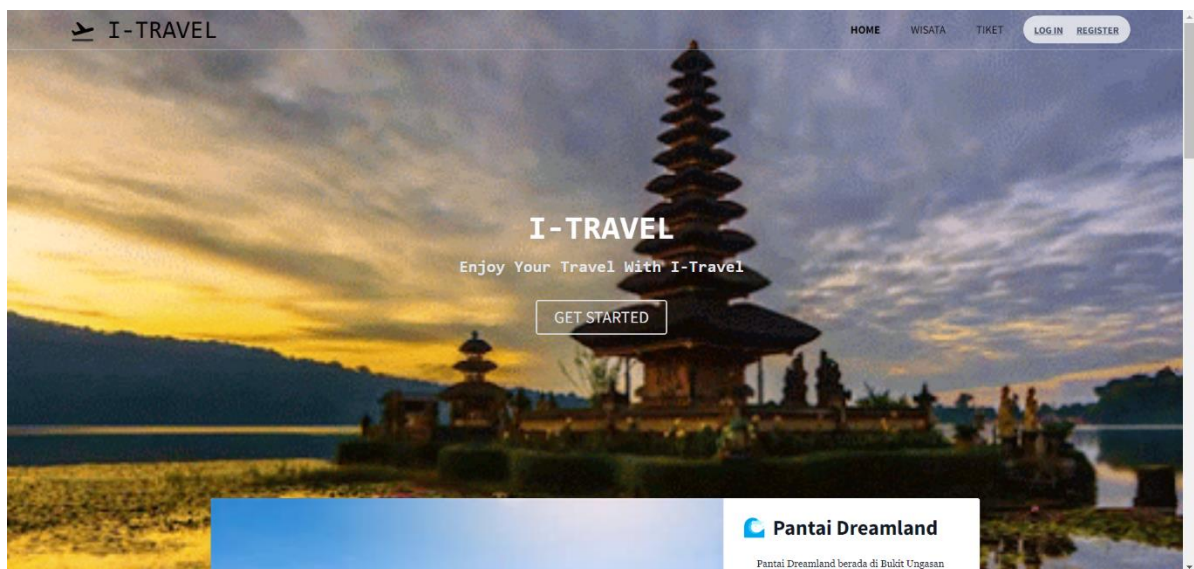 I-TRAVEL
HOME WISATA TIKET LOG IN REGISTER
I-TRAVEL
Enjoy Your Travel With I-Travel
GET STARTED
Pantai Dreamland
Pantai Dreamland berada di Bukit Ungasan